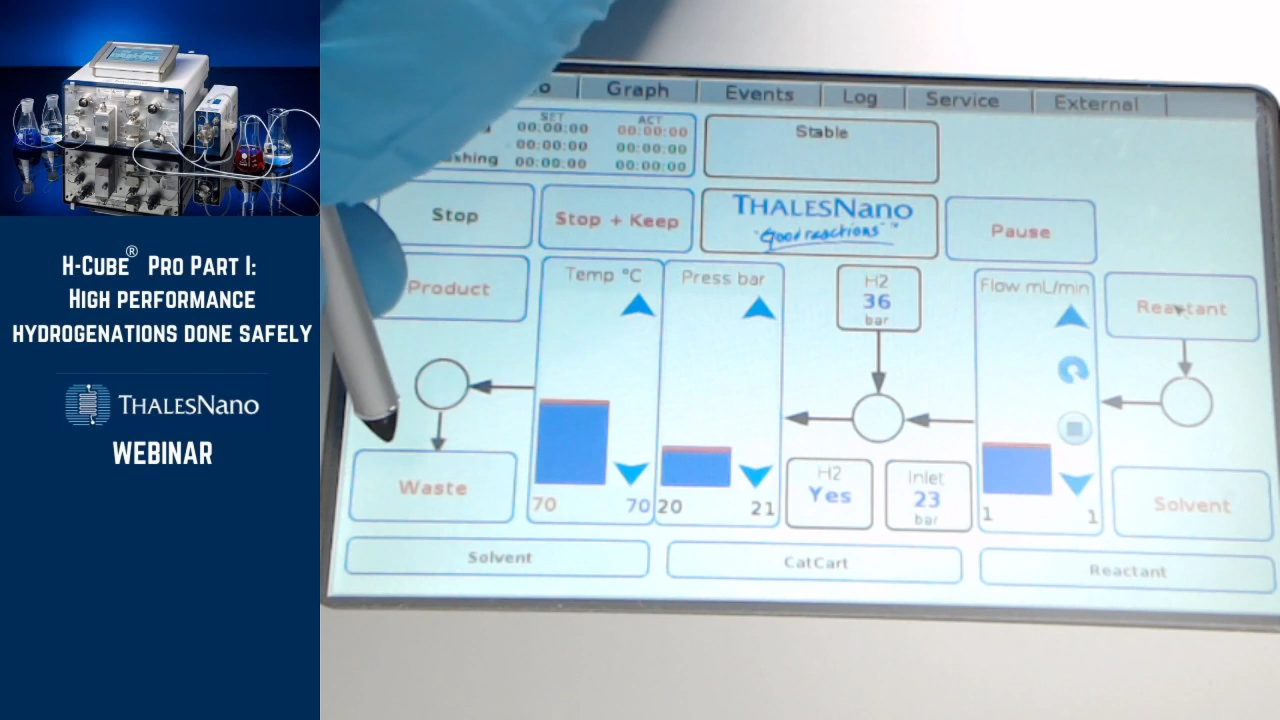 H-Cube® Pro Part I:
High performance
hydrogenations done safely
ThalesNano
WEBINAR
Graph Events Log Service External
SET ACT
00:00:00 00:00:00
00:00:00 00:00:00
00:00:00 00:00:00
Stable
Stop
Stop + Keep
THALESNano
"Good reactions"™
Pause
Product
Temp °C
Press bar
H2
36
bar
Flow mL/min
Reactant
Waste
70 70
20 21
H2
Yes
Inlet
23
bar
1 1
Solvent
Solvent
CatCart
Reactant